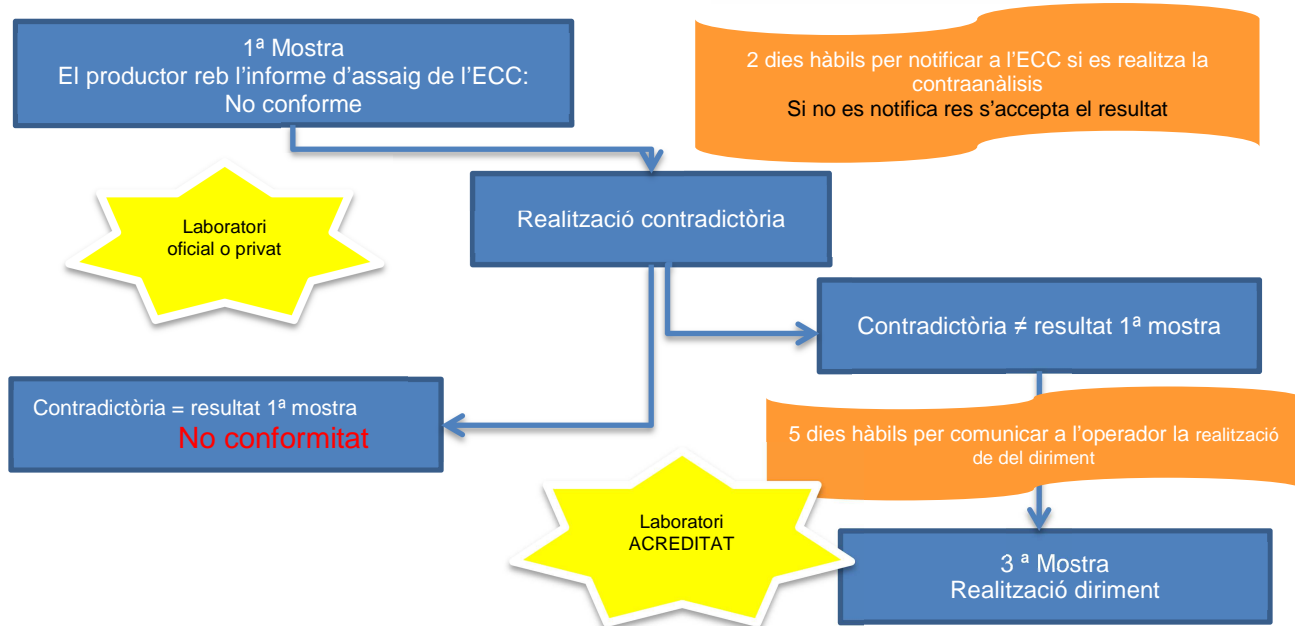 1ª Mostra
El productor reb l’informe d’assaig de l’ECC:
No conforme
2 dies hàbils per notificar a l’ECC si es realitza la
contraanàlisis
Si no es notifica res s’accepta el resultat
Laboratori
oficial o privat
Realització contradictòria
Contradictòria ≠ resultat 1ª mostra
Contradictòria = resultat 1ª mostra
No conformitat
5 dies hàbils per comunicar a l’operador la realització
de del diriment
Laboratori
ACREDITAT
3 ª Mostra
Realització diriment